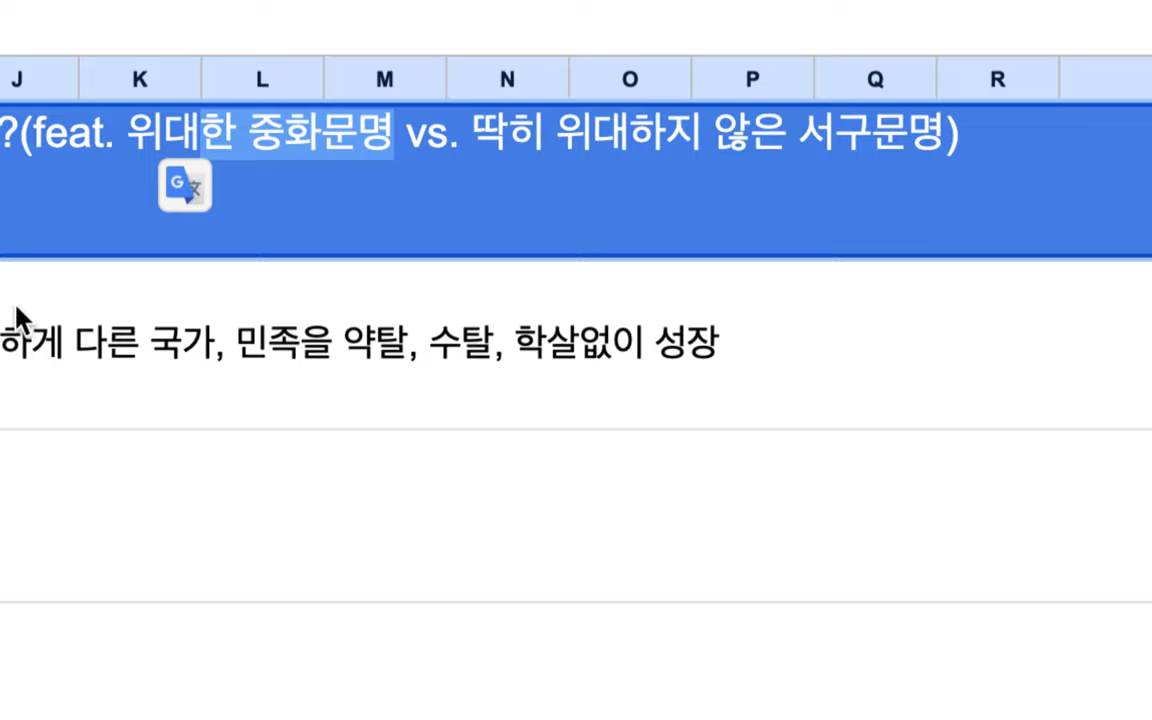 J K L M N O P Q R
?(feat. 위대한 중화문명 vs. 딱히 위대하지 않은 서구문명)
G 文
하게 다른 국가, 민족을 약탈, 수탈, 학살없이 성장